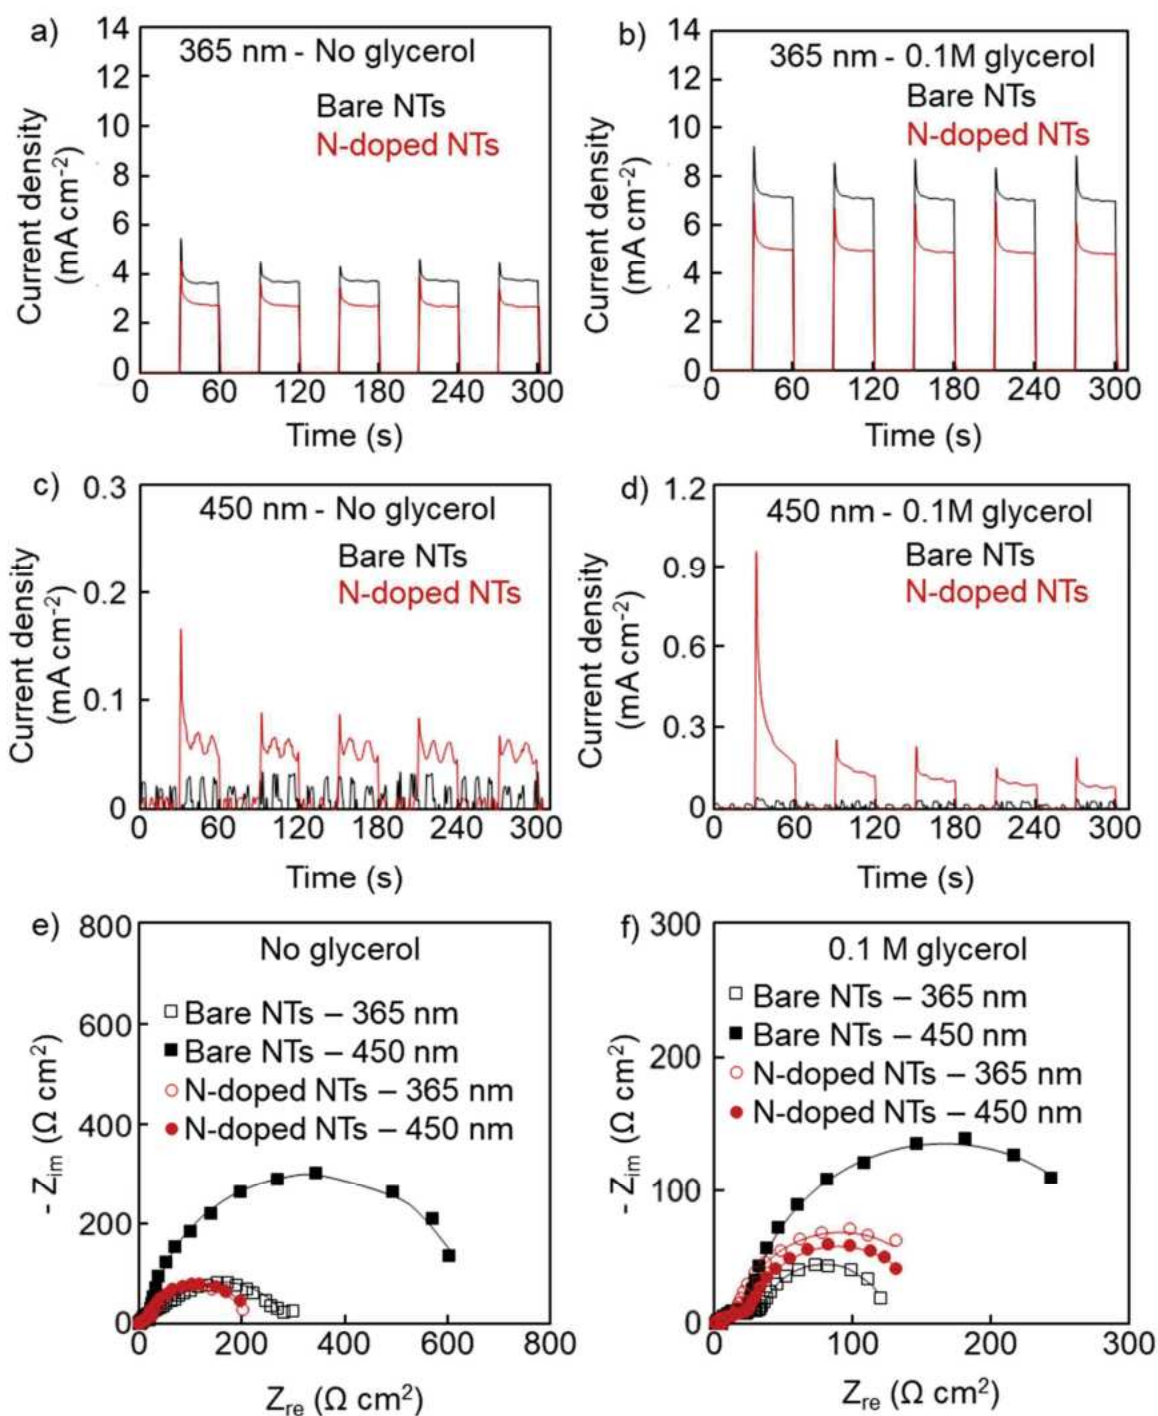 a)
365 nm - No glycerol
Bare NTs
N-doped NTs
Current density
(mA cm-2)
14
12
10
8
6
4
2
0
0 60 120 180 240 300
Time (s)
b)
365 nm - 0.1M glycerol
Bare NTs
N-doped NTs
Current density
(mA cm-2)
14
12
10
8
6
4
2
0
0 60 120 180 240 300
Time (s)
c)
450 nm - No glycerol
Bare NTs
N-doped NTs
Current density
(mA cm-2)
0.3
0.2
0.1
0
0 60 120 180 240 300
Time (s)
d)
450 nm - 0.1M glycerol
Bare NTs
N-doped NTs
Current density
(mA cm-2)
1.2
0.9
0.6
0.3
0
0 60 120 180 240 300
Time (s)
e)
No glycerol
Bare NTs – 365 nm
Bare NTs – 450 nm
N-doped NTs – 365 nm
N-doped NTs – 450 nm
- Zim (Ω cm2)
800
600
400
200
0
0 200 400 600 800
Zre (Ω cm2)
f)
0.1 M glycerol
Bare NTs – 365 nm
Bare NTs – 450 nm
N-doped NTs – 365 nm
N-doped NTs – 450 nm
- Zim (Ω cm2)
300
200
100
0
0 100 200 300
Zre (Ω cm2)